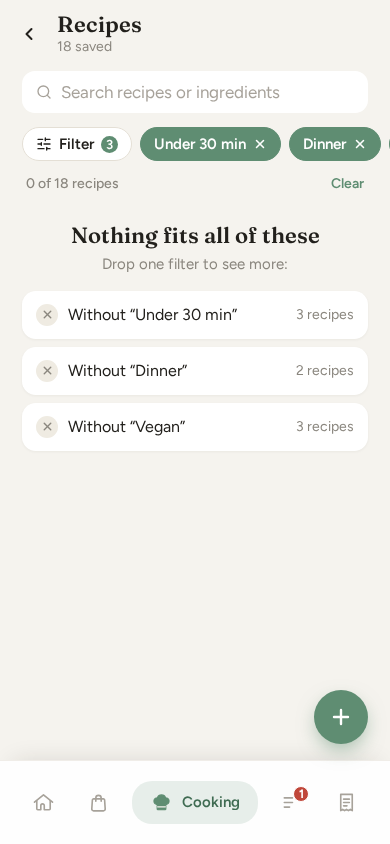 Recipes
18 saved
Search recipes or ingredients
Filter 3 Under 30 min Dinner
0 of 18 recipes Clear
Nothing fits all of these
Drop one filter to see more:
Without “Under 30 min” 3 recipes
Without “Dinner” 2 recipes
Without “Vegan” 3 recipes
Cooking 1